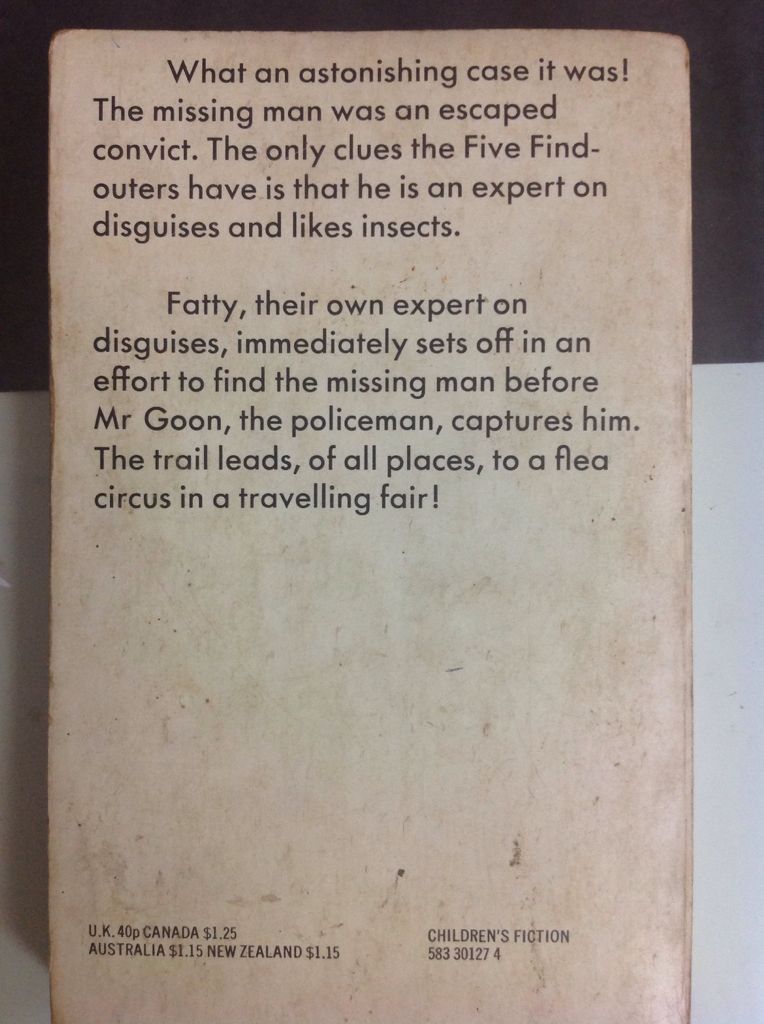 What an astonishing case it was!
The missing man was an escaped
convict. The only clues the Five Find-
outers have is that he is an expert on
disguises and likes insects.
Fatty, their own expert on
disguises, immediately sets off in an
effort to find the missing man before
Mr Goon, the policeman, captures him.
The trail leads, of all places, to a flea
circus in a travelling fair!
U.K. 40p CANADA $1.25
AUSTRALIA $1.15 NEW ZEALAND $1.15
CHILDREN'S FICTION
583 30127 4